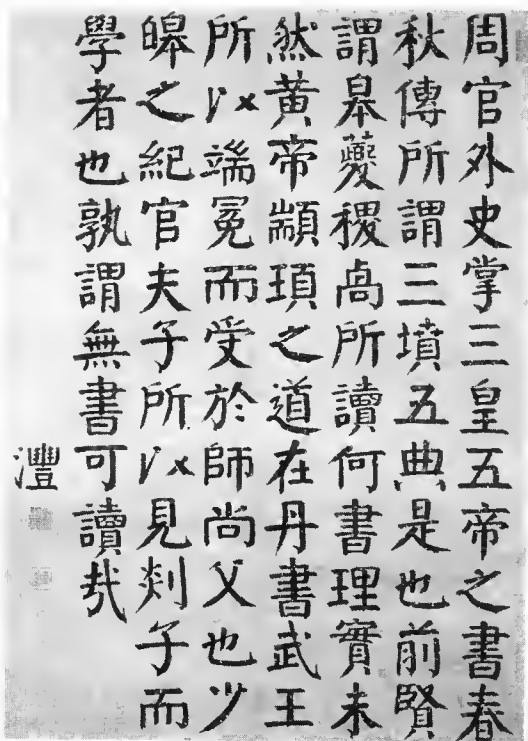 周官外史掌三皇五帝之書春
秋傳所謂三墳五典是也前賢
謂皋夔稷卨所讀何書理實未
然黃帝顓頊之道在丹書武王
所以端冕而受於師尚父也少
皞之紀官夫子所以見郯子而
學者也孰謂無書可讀哉
灃